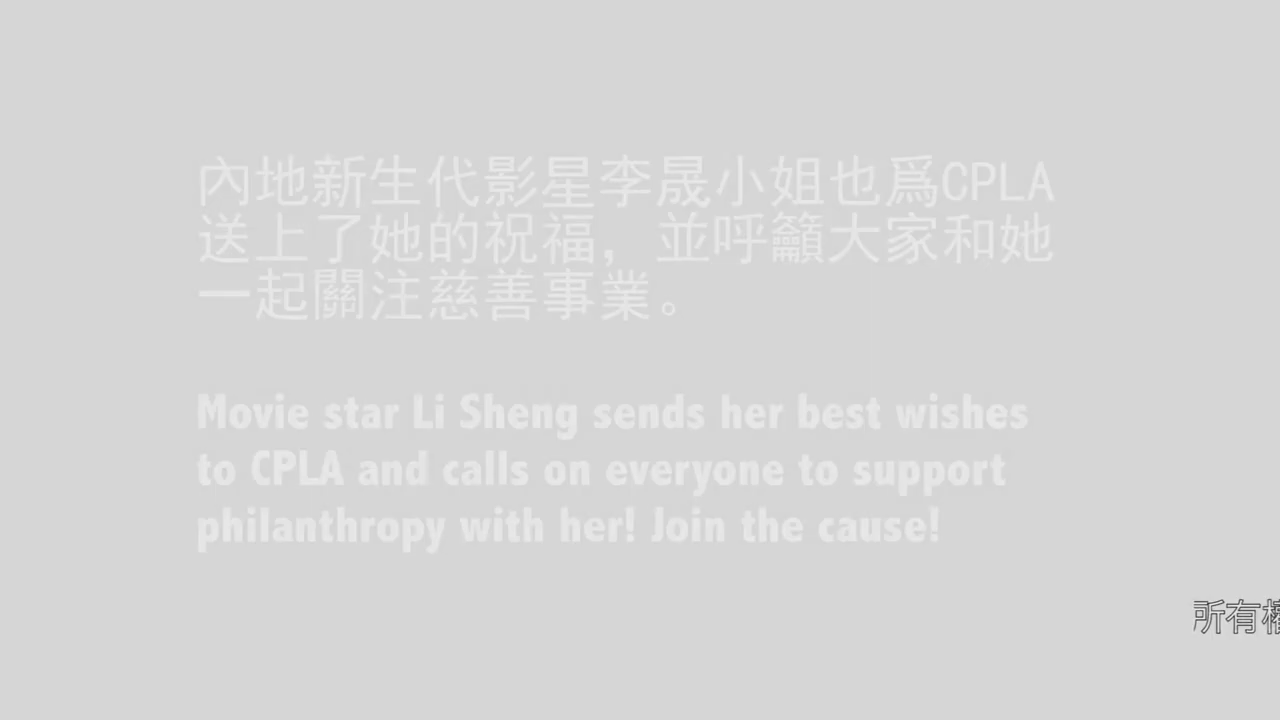 內地新生代影星李晟小姐也爲CPLA
送上了她的祝福，並呼籲大家和她
一起關注慈善事業。
Movie star Li Sheng sends her best wishes
to CPLA and calls on everyone to support
philanthropy with her! Join the cause!
所有